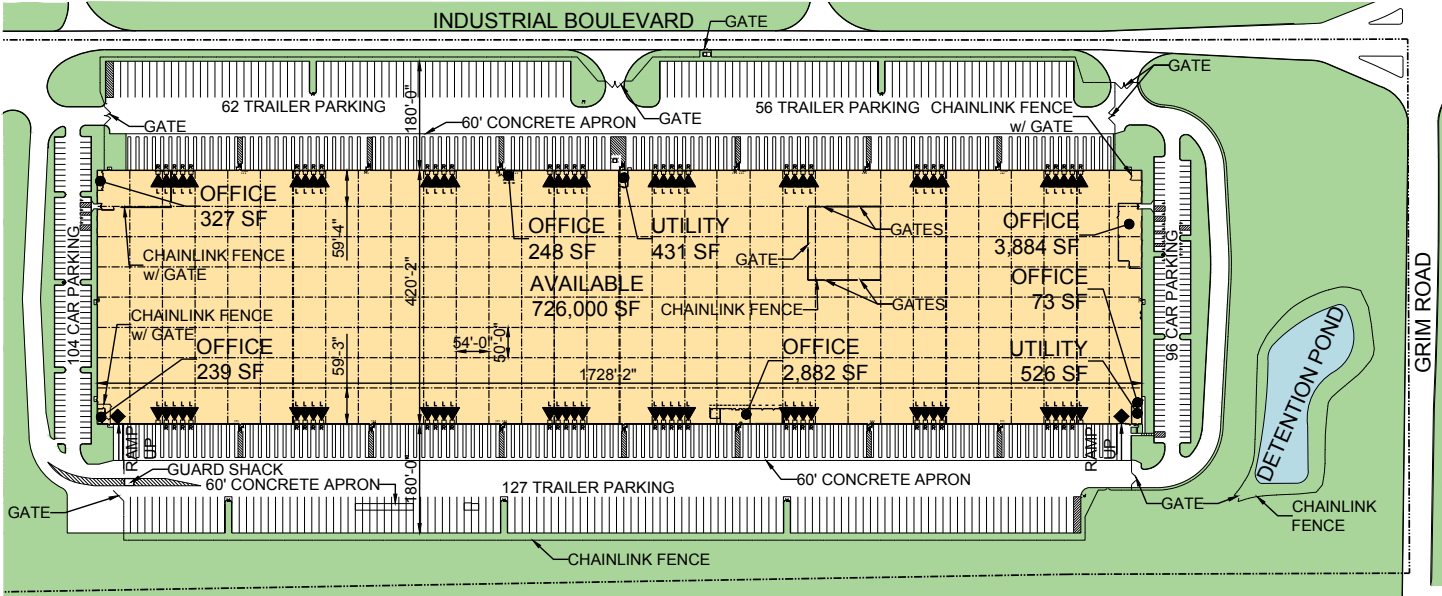 INDUSTRIAL BOULEVARD
GATE
GATE
62 TRAILER PARKING
180'-0"
56 TRAILER PARKING
CHAINLINK FENCE
w/ GATE
GATE
60' CONCRETE APRON
GATE
OFFICE
327 SF
59'-4"
OFFICE
248 SF
UTILITY
431 SF
GATES
OFFICE
3,884 SF
CHAINLINK FENCE
w/ GATE
420'-2"
GATE
104 CAR PARKING
96 CAR PARKING
GRIM ROAD
AVAILABLE
726,000 SF
CHAINLINK FENCE
GATES
OFFICE
73 SF
CHAINLINK FENCE
w/ GATE
OFFICE
239 SF
59'-3"
54'-0"
50'-0"
1728'-2"
OFFICE
2,882 SF
UTILITY
526 SF
DETENTION POND
RAMP
UP
RAMP
UP
GUARD SHACK
60' CONCRETE APRON
180'-0"
127 TRAILER PARKING
60' CONCRETE APRON
GATE
GATE
CHAINLINK
FENCE
CHAINLINK FENCE